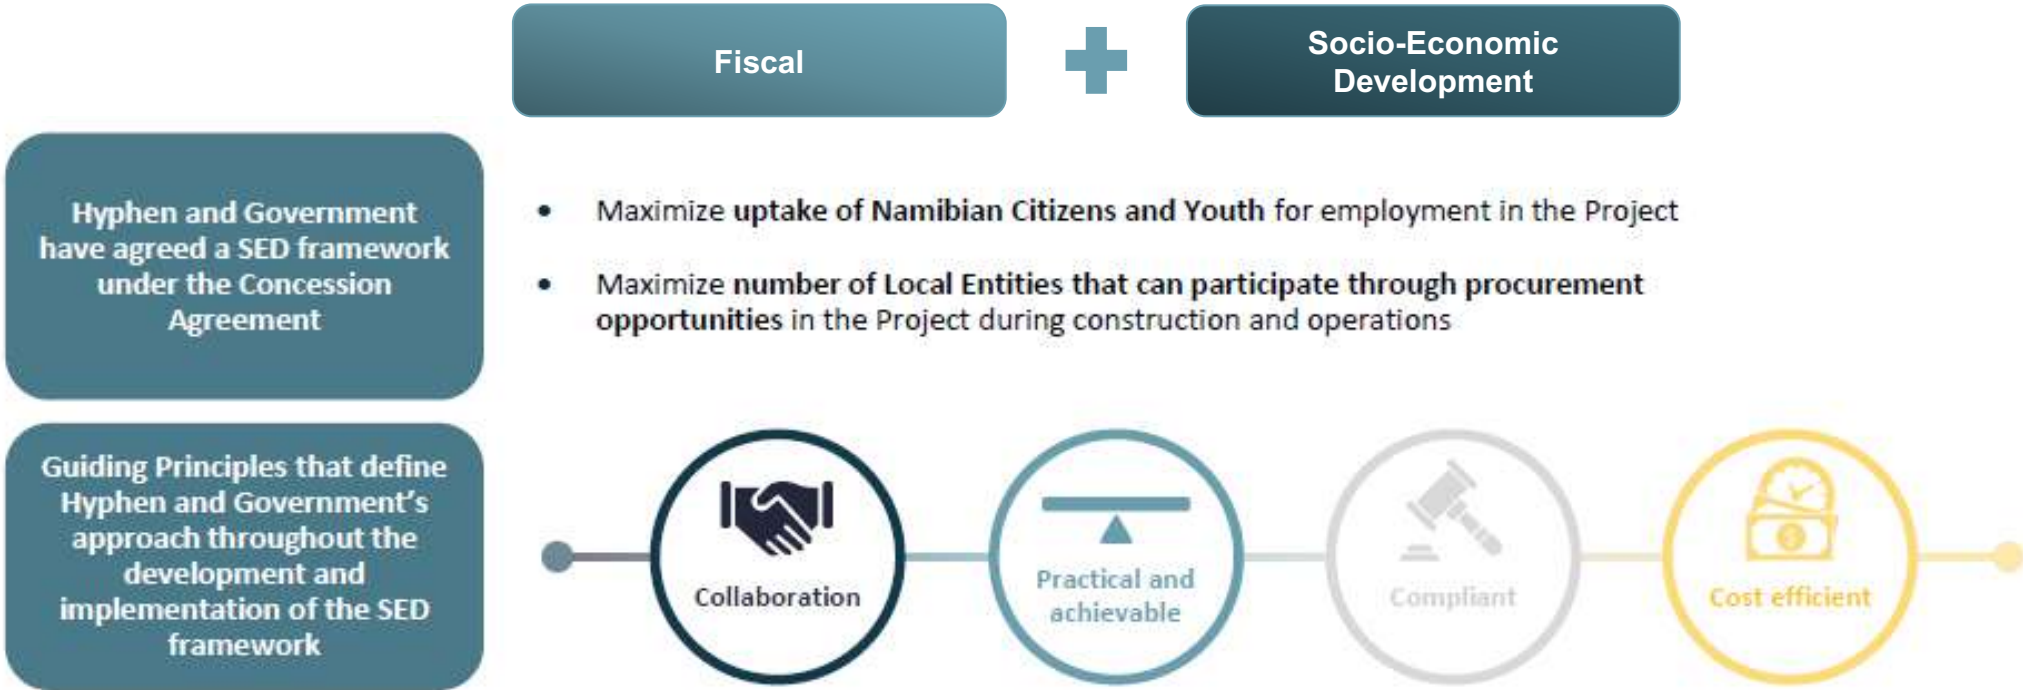 Fiscal
Socio-Economic
Development
Hyphen and Government
have agreed a SED framework
under the Concession
Agreement
• Maximize uptake of Namibian Citizens and Youth for employment in the Project
• Maximize number of Local Entities that can participate through procurement
opportunities in the Project during construction and operations
Guiding Principles that define
Hyphen and Government's
approach throughout the
development and
implementation of the SED
framework
Collaboration
Practical and
achievable
Compliant
Cost efficient